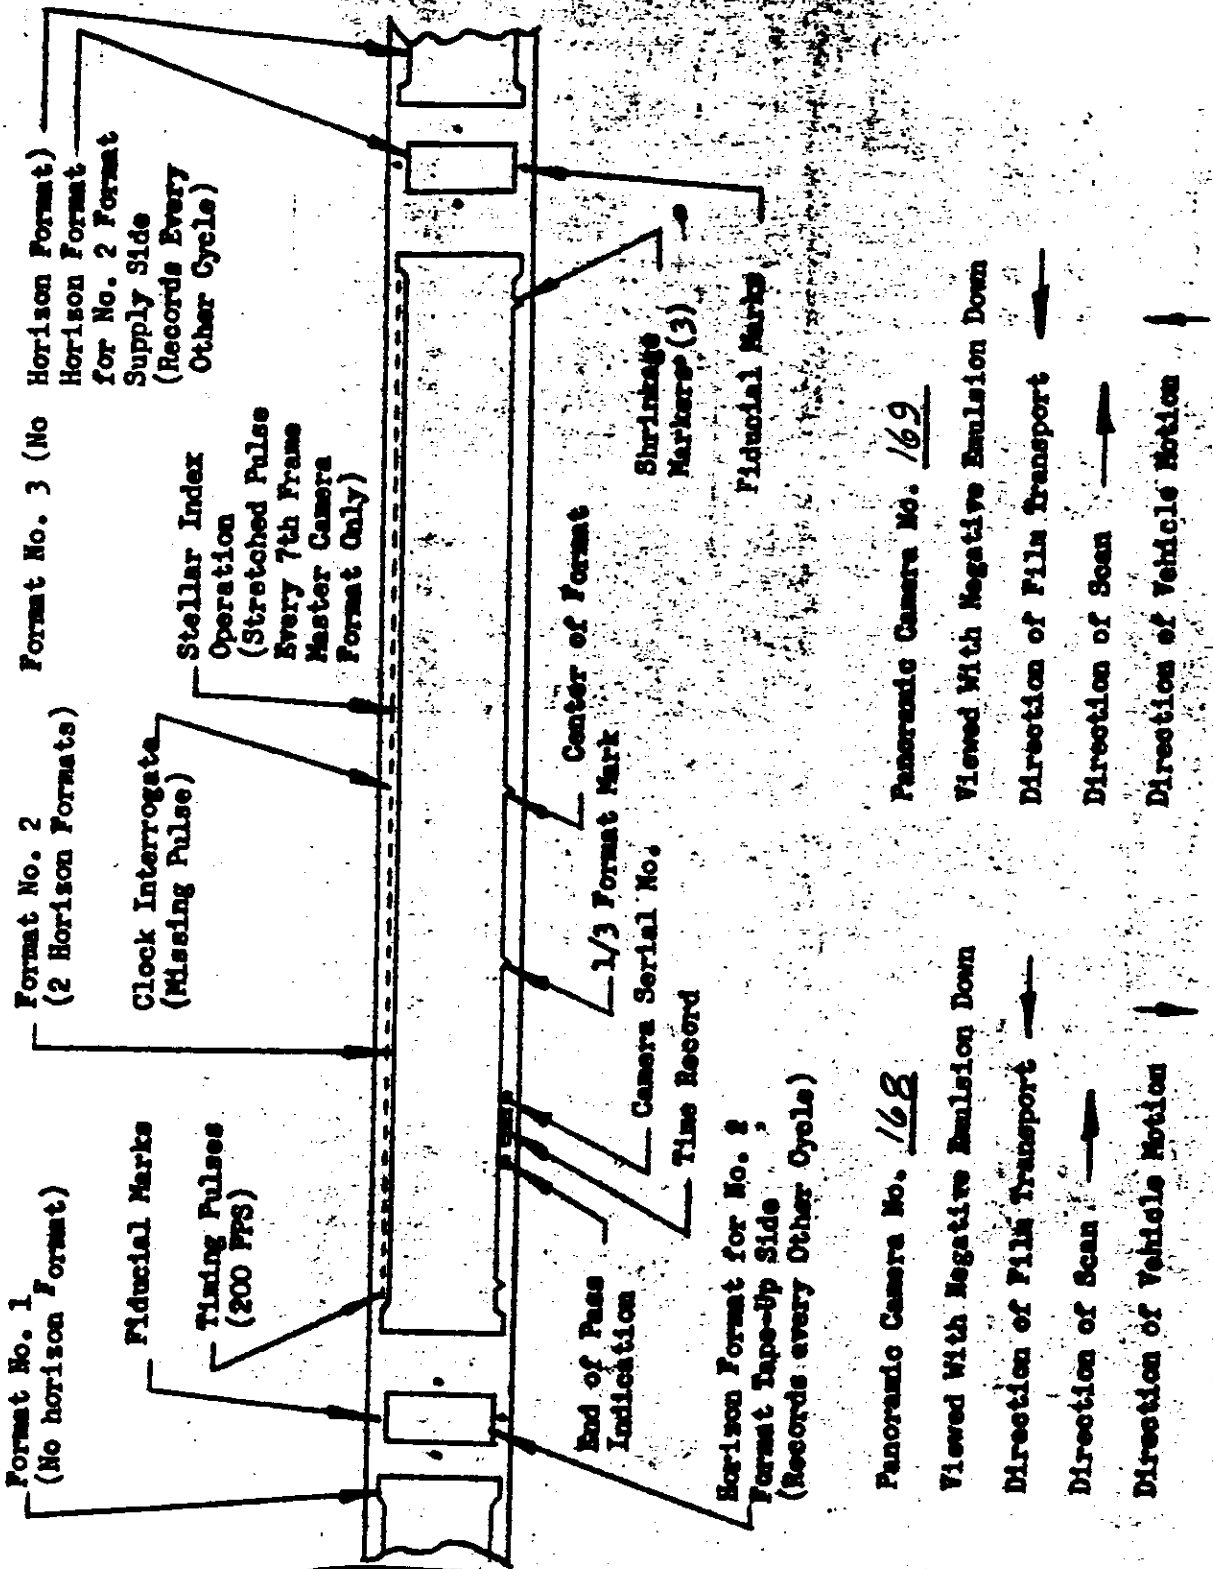 Format No. 1
(No horizon Format)
Format No. 2
(2 Horizon Formats)
Format No. 3 (No Horizon Format)
Horizon Format
for No. 2 Format
Supply Side
(Records Every
Other Cycle)
Fiducial Marks
Timing Pulses
(200 PPS)
Clock Interrogate
(Missing Pulse)
Stellar Index
Operation
(Stretched Pulse
Every 7th Frame
Master Camera
Format Only)
End of Pass
Indication
Horizon Format for No. 2
Format Tape-Up Side
(Records every Other Cycle)
Time Record
Camera Serial No.
1/3 Format Mark
Center of Format
Shrinkage
Markers (3)
Fiducial Marks
Panoramic Camera No. 168
Viewed With Negative Emulsion Down
Direction of Film Transport
Direction of Scan
Direction of Vehicle Motion
Panoramic Camera No. 169
Viewed With Negative Emulsion Down
Direction of Film Transport
Direction of Scan
Direction of Vehicle Motion